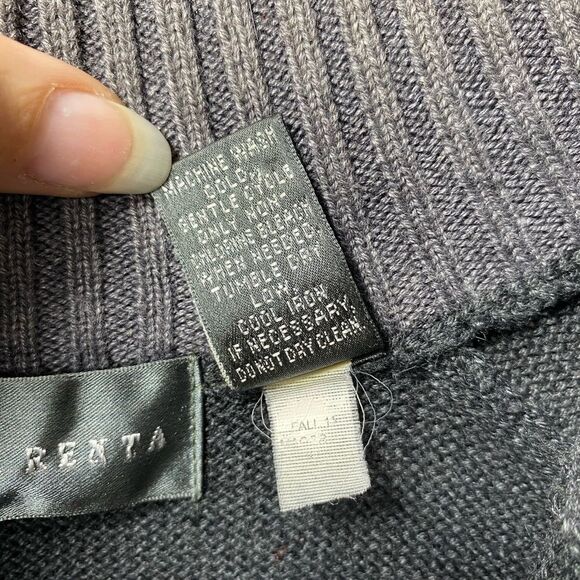 MACHINE WASH
COLD
GENTLE CYCLE
ONLY NON-
CHLORINE BLEACH
WHEN NEEDED
TUMBLE DRY
LOW
COOL IRON
IF NECESSARY
DO NOT DRY CLEAN
RENTA
FALL